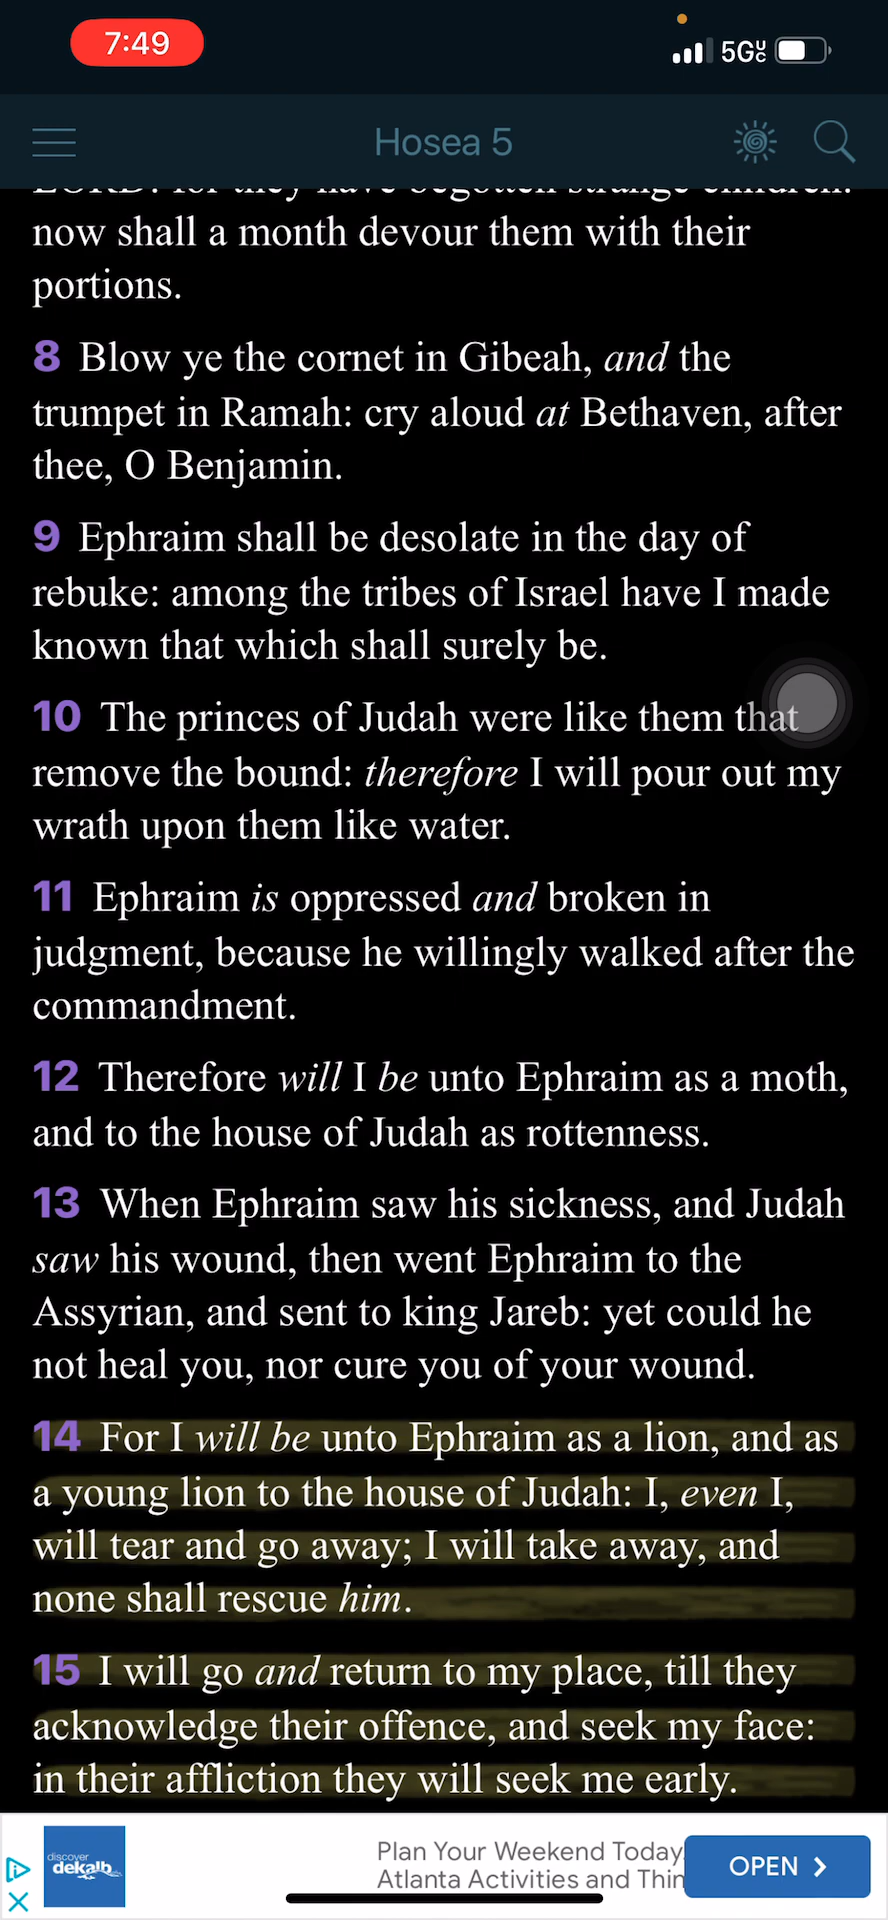 7:49
5G UC
Hosea 5
LORD: for they have begotten strange children:
now shall a month devour them with their
portions.
8 Blow ye the cornet in Gibeah, and the
trumpet in Ramah: cry aloud at Bethaven, after
thee, O Benjamin.
9 Ephraim shall be desolate in the day of
rebuke: among the tribes of Israel have I made
known that which shall surely be.
10 The princes of Judah were like them that
remove the bound: therefore I will pour out my
wrath upon them like water.
11 Ephraim is oppressed and broken in
judgment, because he willingly walked after the
commandment.
12 Therefore will I be unto Ephraim as a moth,
and to the house of Judah as rottenness.
13 When Ephraim saw his sickness, and Judah
saw his wound, then went Ephraim to the
Assyrian, and sent to king Jareb: yet could he
not heal you, nor cure you of your wound.
14 For I will be unto Ephraim as a lion, and as
a young lion to the house of Judah: I, even I,
will tear and go away; I will take away, and
none shall rescue him.
15 I will go and return to my place, till they
acknowledge their offence, and seek my face:
in their affliction they will seek me early.
discover
dekalb
Plan Your Weekend Today
Atlanta Activities and Thin
OPEN